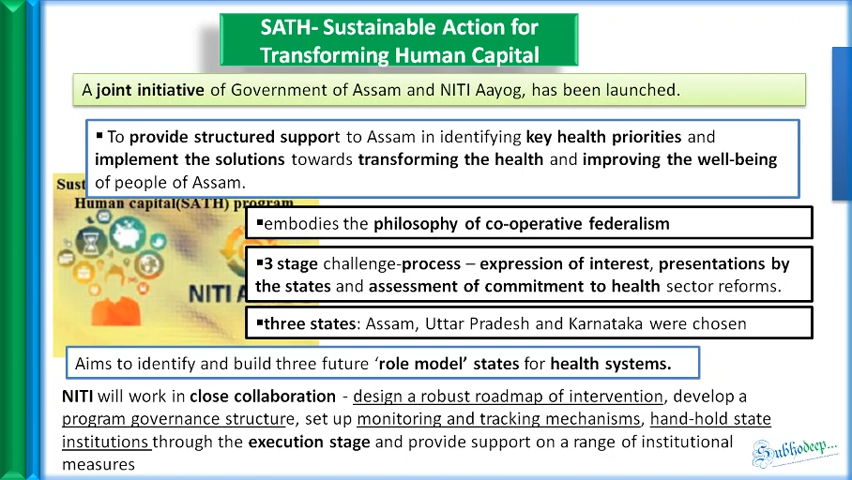 SATH- Sustainable Action for
Transforming Human Capital
A joint initiative of Government of Assam and NITI Aayog, has been launched.
▪ To provide structured support to Assam in identifying key health priorities and
implement the solutions towards transforming the health and improving the well-being
of people of Assam.
Sust
Human capital(SATH) program
NITI A
▪embodies the philosophy of co-operative federalism
▪3 stage challenge-process – expression of interest, presentations by
the states and assessment of commitment to health sector reforms.
▪three states: Assam, Uttar Pradesh and Karnataka were chosen
Aims to identify and build three future ‘role model’ states for health systems.
NITI will work in close collaboration - design a robust roadmap of intervention, develop a
program governance structure, set up monitoring and tracking mechanisms, hand-hold state
institutions through the execution stage and provide support on a range of institutional
measures
Subhodeep...